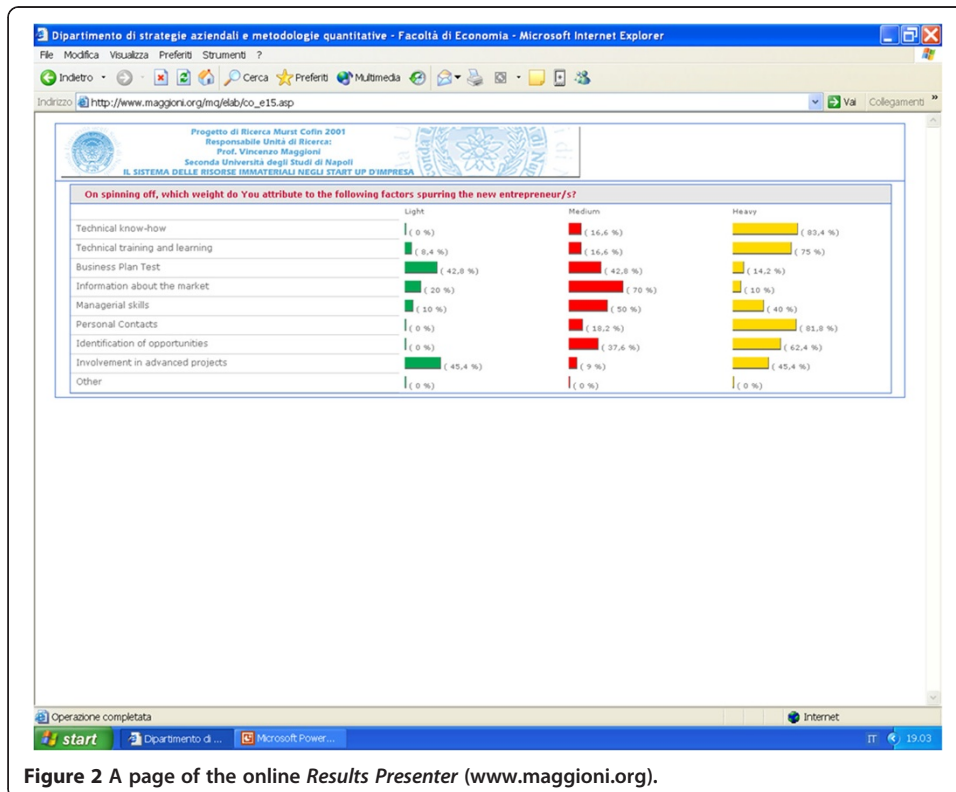 Dipartimento di strategie aziendali e metodologie quantitative - Facoltà di Economia - Microsoft Internet Explorer
File Modifica Visualizza Preferiti Strumenti ?
Indietro Cerca Preferiti Multimedia
Indirizzo http://www.maggioni.org/mq/elab/co_e15.asp Vai Collegamenti »
Progetto di Ricerca Murst Cofin 2001
Responsabile Unità di Ricerca:
Prof. Vincenzo Maggioni
Seconda Università degli Studi di Napoli
IL SISTEMA DELLE RISORSE IMMATERIALI NEGLI START UP D'IMPRESA
On spinning off, which weight do You attribute to the following factors spurring the new entrepreneur/s?
Light Medium Heavy
Technical know-how ( 0 %) ( 16,6 %) ( 83,4 %)
Technical training and learning ( 8,4 %) ( 16,6 %) ( 75 %)
Business Plan Test ( 42,8 %) ( 42,8 %) ( 14,2 %)
Information about the market ( 20 %) ( 70 %) ( 10 %)
Managerial skills ( 10 %) ( 50 %) ( 40 %)
Personal Contacts ( 0 %) ( 18,2 %) ( 81,8 %)
Identification of opportunities ( 0 %) ( 37,6 %) ( 62,4 %)
Involvement in advanced projects ( 45,4 %) ( 9 %) ( 45,4 %)
Other ( 0 %) ( 0 %) ( 0 %)
Operazione completata Internet
start Dipartimento di ... Microsoft Power... IT 19.03
Figure 2 A page of the online Results Presenter (www.maggioni.org).